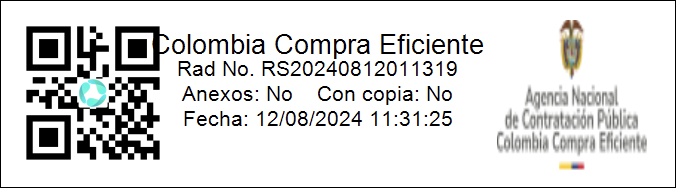 Colombia Compra Eficiente
Rad No. RS20240812011319
Anexos: No Con copia: No
Fecha: 12/08/2024 11:31:25
Agencia Nacional
de Contratación Pública
Colombia Compra Eficiente